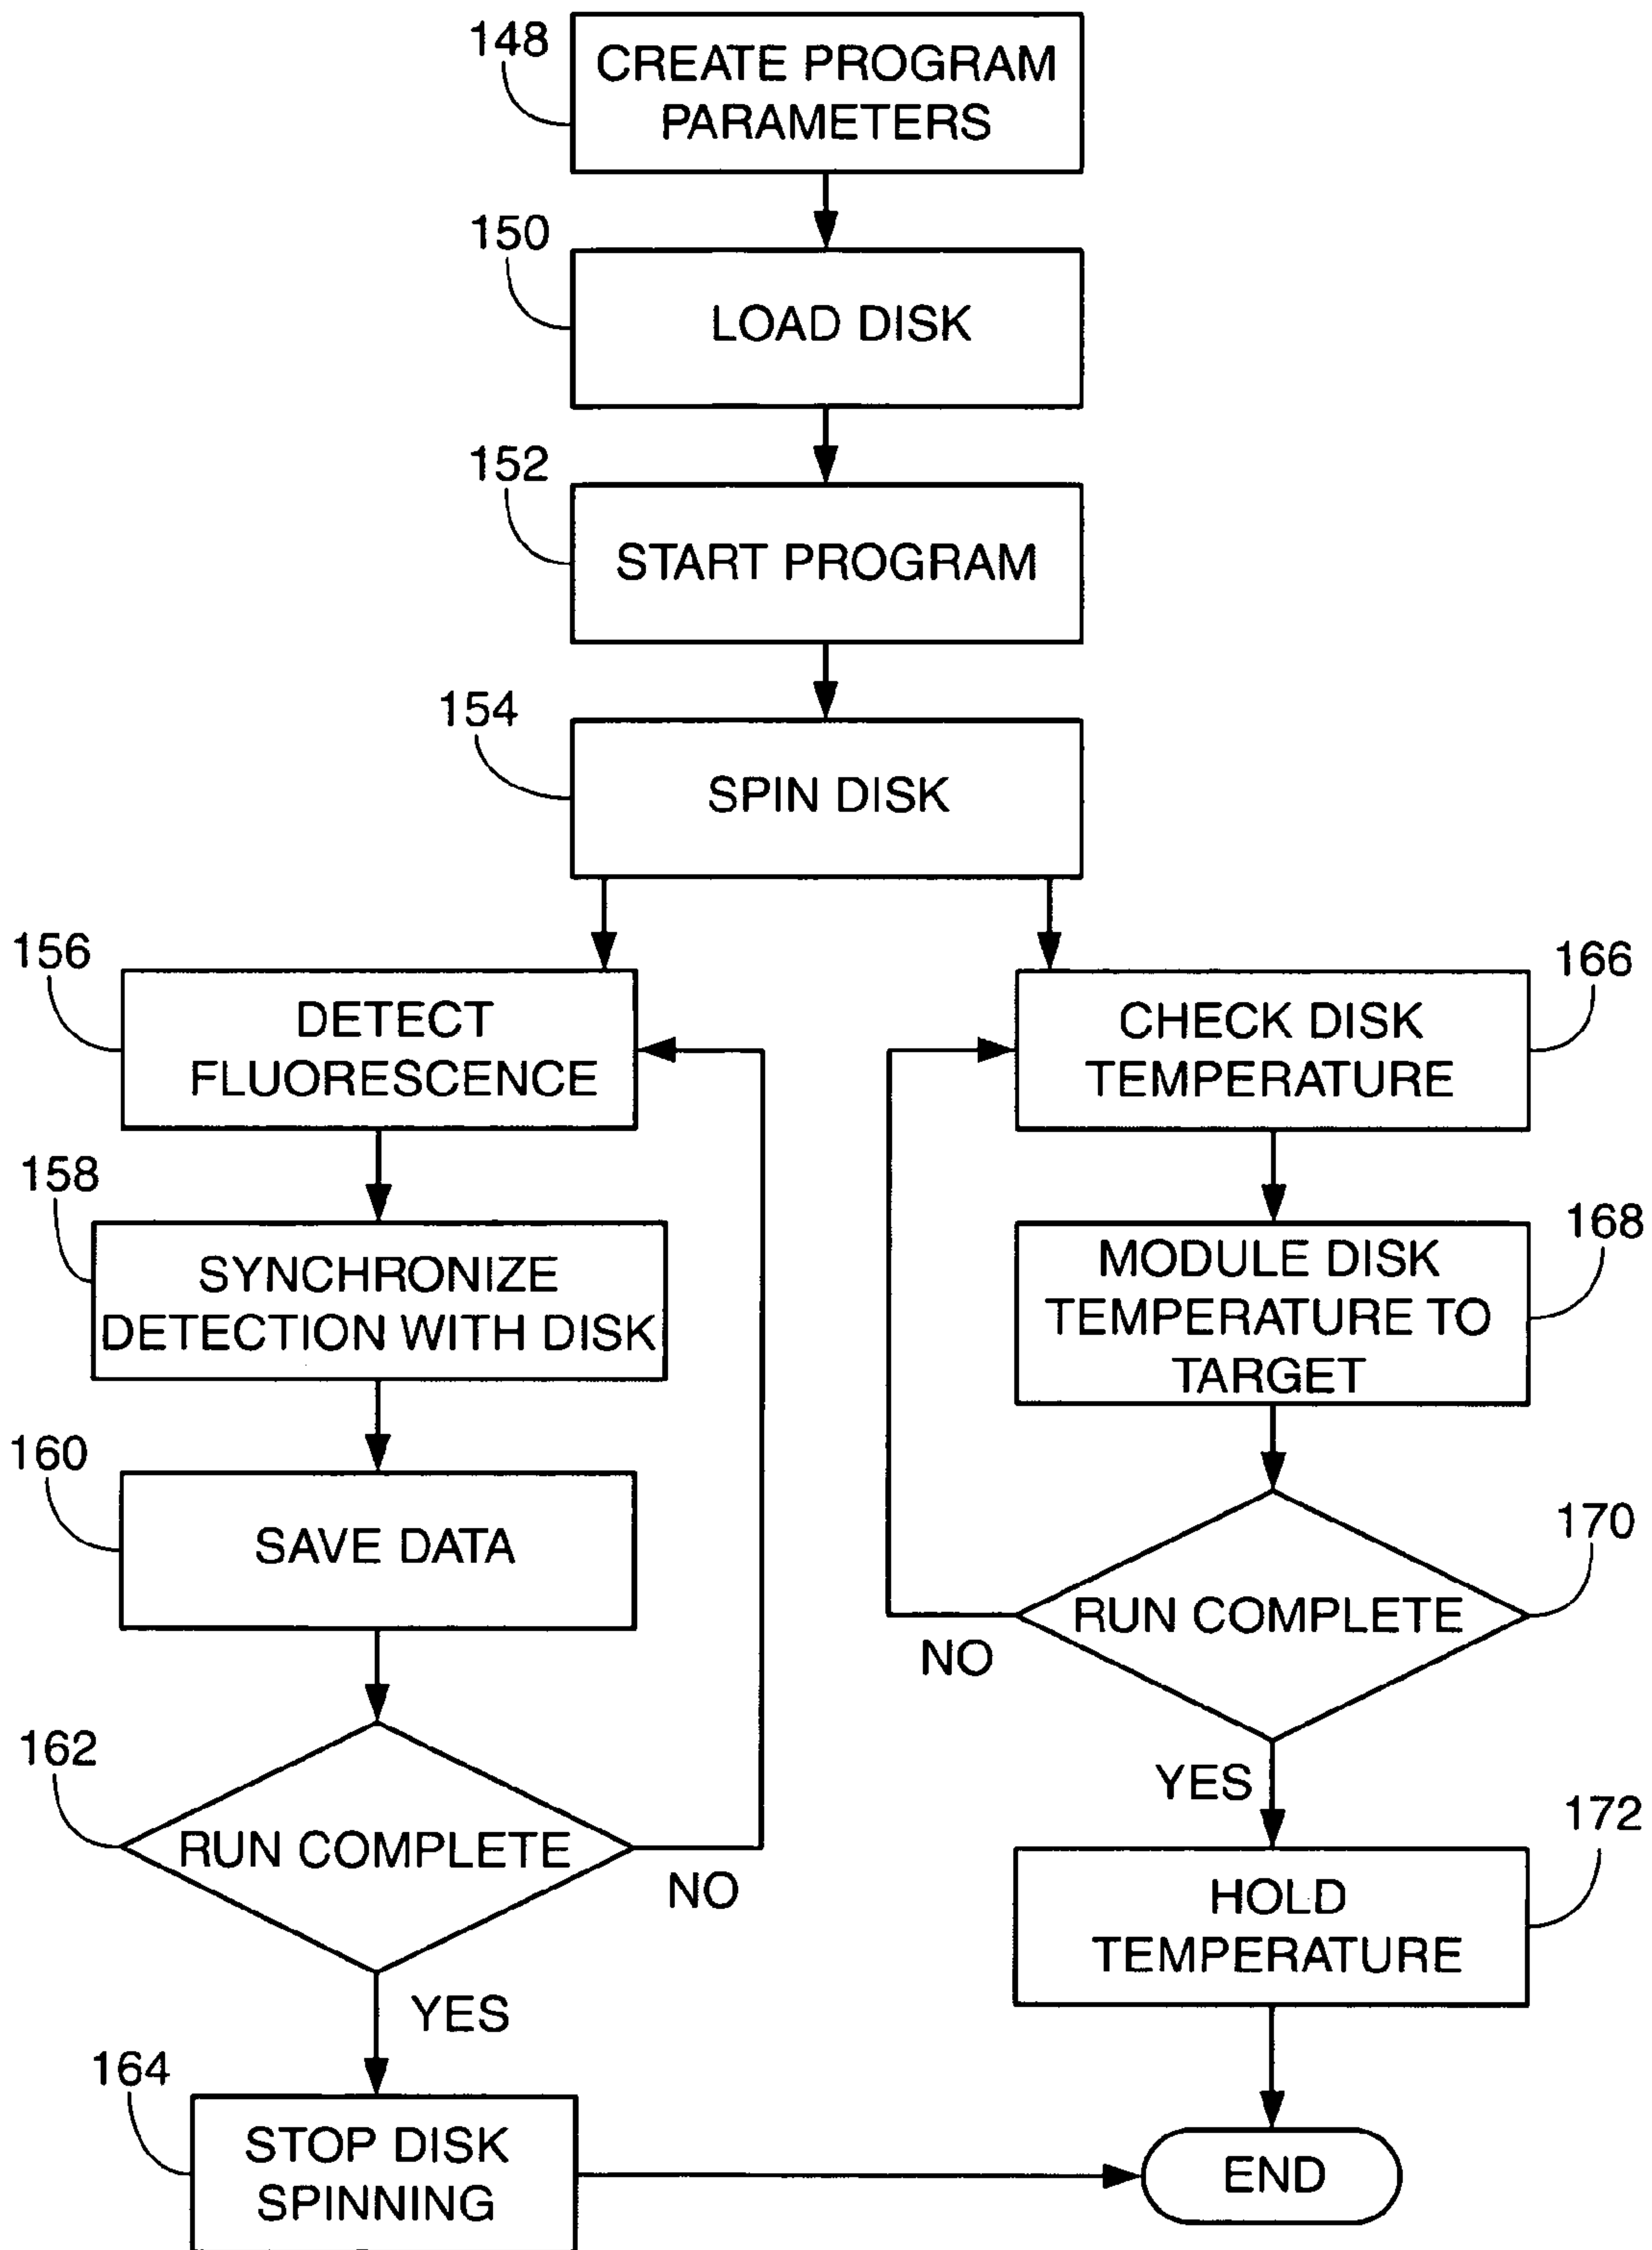 148
CREATE PROGRAM
PARAMETERS
150
LOAD DISK
152
START PROGRAM
154
SPIN DISK
156
DETECT
FLUORESCENCE
158
SYNCHRONIZE
DETECTION WITH DISK
160
SAVE DATA
162
RUN COMPLETE
NO
YES
164
STOP DISK
SPINNING
166
CHECK DISK
TEMPERATURE
168
MODULE DISK
TEMPERATURE TO
TARGET
170
RUN COMPLETE
NO
YES
172
HOLD
TEMPERATURE
END